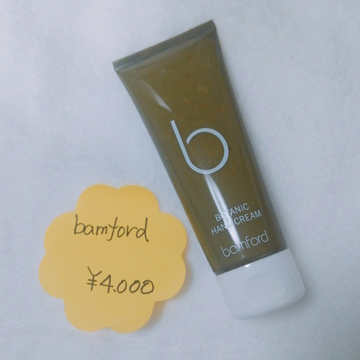 b
BOTANIC
HAND CREAM
bamford
bamford
¥4.000